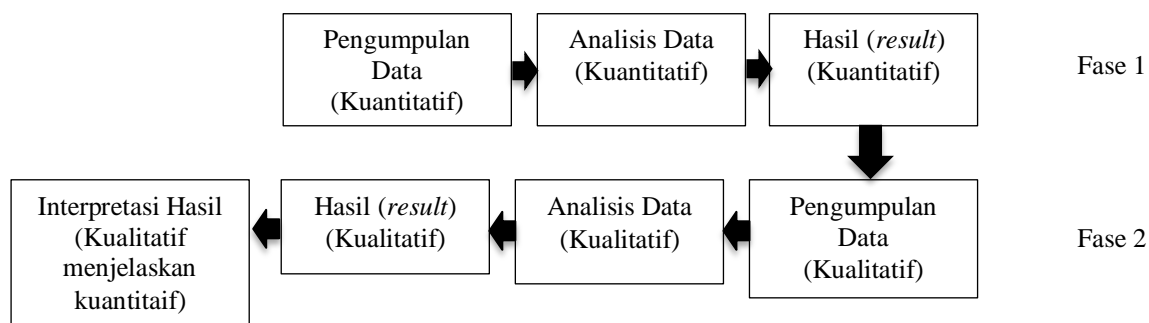 Pengumpulan
Data
(Kuantitatif)
Analisis Data
(Kuantitatif)
Hasil (result)
(Kuantitatif)
Fase 1
Pengumpulan
Data
(Kualitatif)
Analisis Data
(Kualitatif)
Hasil (result)
(Kualitatif)
Interpretasi Hasil
(Kualitatif
menjelaskan
kuantitaif)
Fase 2